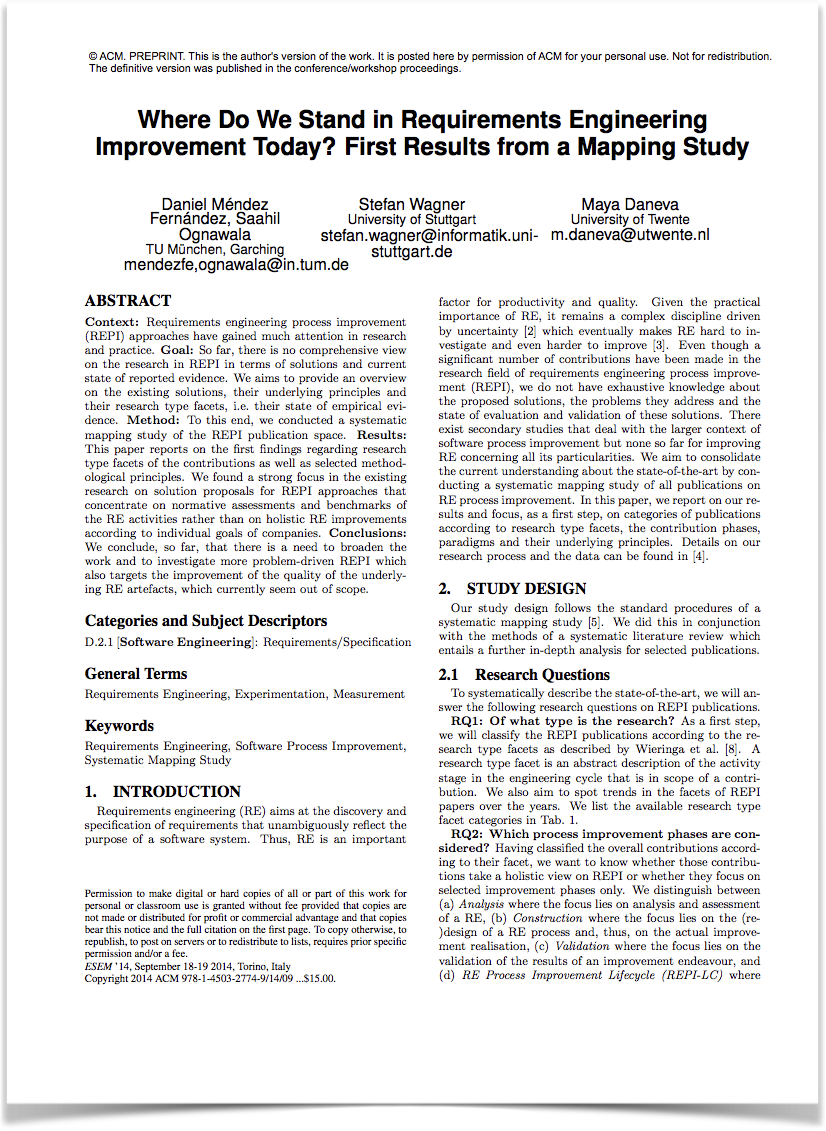 © ACM. PREPRINT. This is the author's version of the work. It is posted here by permission of ACM for your personal use. Not for redistribution.
The definitive version was published in the conference/workshop proceedings.
Where Do We Stand in Requirements Engineering
Improvement Today? First Results from a Mapping Study
Daniel Méndez
Fernández, Saahil
Ognawala
TU München, Garching
mendezfe,ognawala@in.tum.de
Stefan Wagner
University of Stuttgart
stefan.wagner@informatik.uni-
stuttgart.de
Maya Daneva
University of Twente
m.daneva@utwente.nl
ABSTRACT
Context: Requirements engineering process improvement
(REPI) approaches have gained much attention in research
and practice. Goal: So far, there is no comprehensive view
on the research in REPI in terms of solutions and current
state of reported evidence. We aims to provide an overview
on the existing solutions, their underlying principles and
their research type facets, i.e. their state of empirical evi-
dence. Method: To this end, we conducted a systematic
mapping study of the REPI publication space. Results:
This paper reports on the first findings regarding research
type facets of the contributions as well as selected method-
ological principles. We found a strong focus in the existing
research on solution proposals for REPI approaches that
concentrate on normative assessments and benchmarks of
the RE activities rather than on holistic RE improvements
according to individual goals of companies. Conclusions:
We conclude, so far, that there is a need to broaden the
work and to investigate more problem-driven REPI which
also targets the improvement of the quality of the underly-
ing RE artefacts, which currently seem out of scope.
Categories and Subject Descriptors
D.2.1 [Software Engineering]: Requirements/Specification
General Terms
Requirements Engineering, Experimentation, Measurement
Keywords
Requirements Engineering, Software Process Improvement,
Systematic Mapping Study
1. INTRODUCTION
Requirements engineering (RE) aims at the discovery and
specification of requirements that unambiguously reflect the
purpose of a software system. Thus, RE is an important
Permission to make digital or hard copies of all or part of this work for
personal or classroom use is granted without fee provided that copies are
not made or distributed for profit or commercial advantage and that copies
bear this notice and the full citation on the first page. To copy otherwise, to
republish, to post on servers or to redistribute to lists, requires prior specific
permission and/or a fee.
ESEM '14, September 18-19 2014, Torino, Italy
Copyright 2014 ACM 978-1-4503-2774-9/14/09 ...$15.00.
factor for productivity and quality. Given the practical
importance of RE, it remains a complex discipline driven
by uncertainty [2] which eventually makes RE hard to in-
vestigate and even harder to improve [3]. Even though a
significant number of contributions have been made in the
research field of requirements engineering process improve-
ment (REPI), we do not have exhaustive knowledge about
the proposed solutions, the problems they address and the
state of evaluation and validation of these solutions. There
exist secondary studies that deal with the larger context of
software process improvement but none so far for improving
RE concerning all its particularities. We aim to consolidate
the current understanding about the state-of-the-art by con-
ducting a systematic mapping study of all publications on
RE process improvement. In this paper, we report on our re-
sults and focus, as a first step, on categories of publications
according to research type facets, the contribution phases,
paradigms and their underlying principles. Details on our
research process and the data can be found in [4].
2. STUDY DESIGN
Our study design follows the standard procedures of a
systematic mapping study [5]. We did this in conjunction
with the methods of a systematic literature review which
entails a further in-depth analysis for selected publications.
2.1 Research Questions
To systematically describe the state-of-the-art, we will an-
swer the following research questions on REPI publications.
RQ1: Of what type is the research? As a first step,
we will classify the REPI publications according to the re-
search type facets as described by Wieringa et al. [8]. A
research type facet is an abstract description of the activity
stage in the engineering cycle that is in scope of a contri-
bution. We also aim to spot trends in the facets of REPI
papers over the years. We list the available research type
facet categories in Tab. 1.
RQ2: Which process improvement phases are con-
sidered? Having classified the overall contributions accord-
ing to their facet, we want to know whether those contribu-
tions take a holistic view on REPI or whether they focus on
selected improvement phases only. We distinguish between
(a) Analysis where the focus lies on analysis and assessment
of a RE, (b) Construction where the focus lies on the (re-
)design of a RE process and, thus, on the actual improve-
ment realisation, (c) Validation where the focus lies on the
validation of the results of an improvement endeavour, and
(d) RE Process Improvement Lifecycle (REPI-LC) where